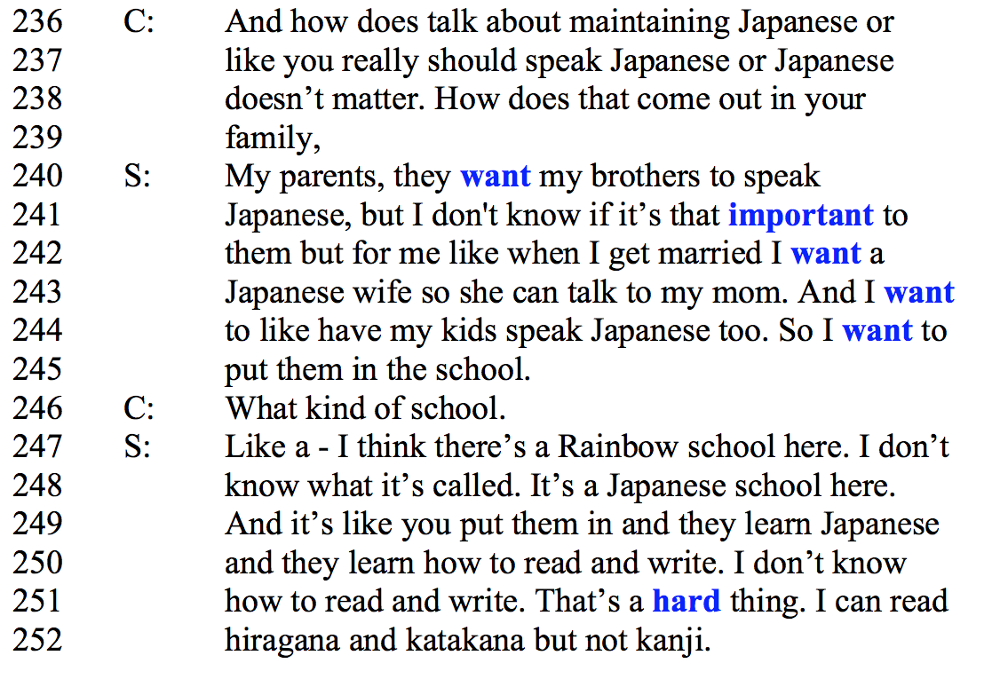 236 C: And how does talk about maintaining Japanese or
237 like you really should speak Japanese or Japanese
238 doesn’t matter. How does that come out in your
239 family,
240 S: My parents, they want my brothers to speak
241 Japanese, but I don't know if it’s that important to
242 them but for me like when I get married I want a
243 Japanese wife so she can talk to my mom. And I want
244 to like have my kids speak Japanese too. So I want to
245 put them in the school.
246 C: What kind of school.
247 S: Like a - I think there’s a Rainbow school here. I don’t
248 know what it’s called. It’s a Japanese school here.
249 And it’s like you put them in and they learn Japanese
250 and they learn how to read and write. I don’t know
251 how to read and write. That’s a hard thing. I can read
252 hiragana and katakana but not kanji.